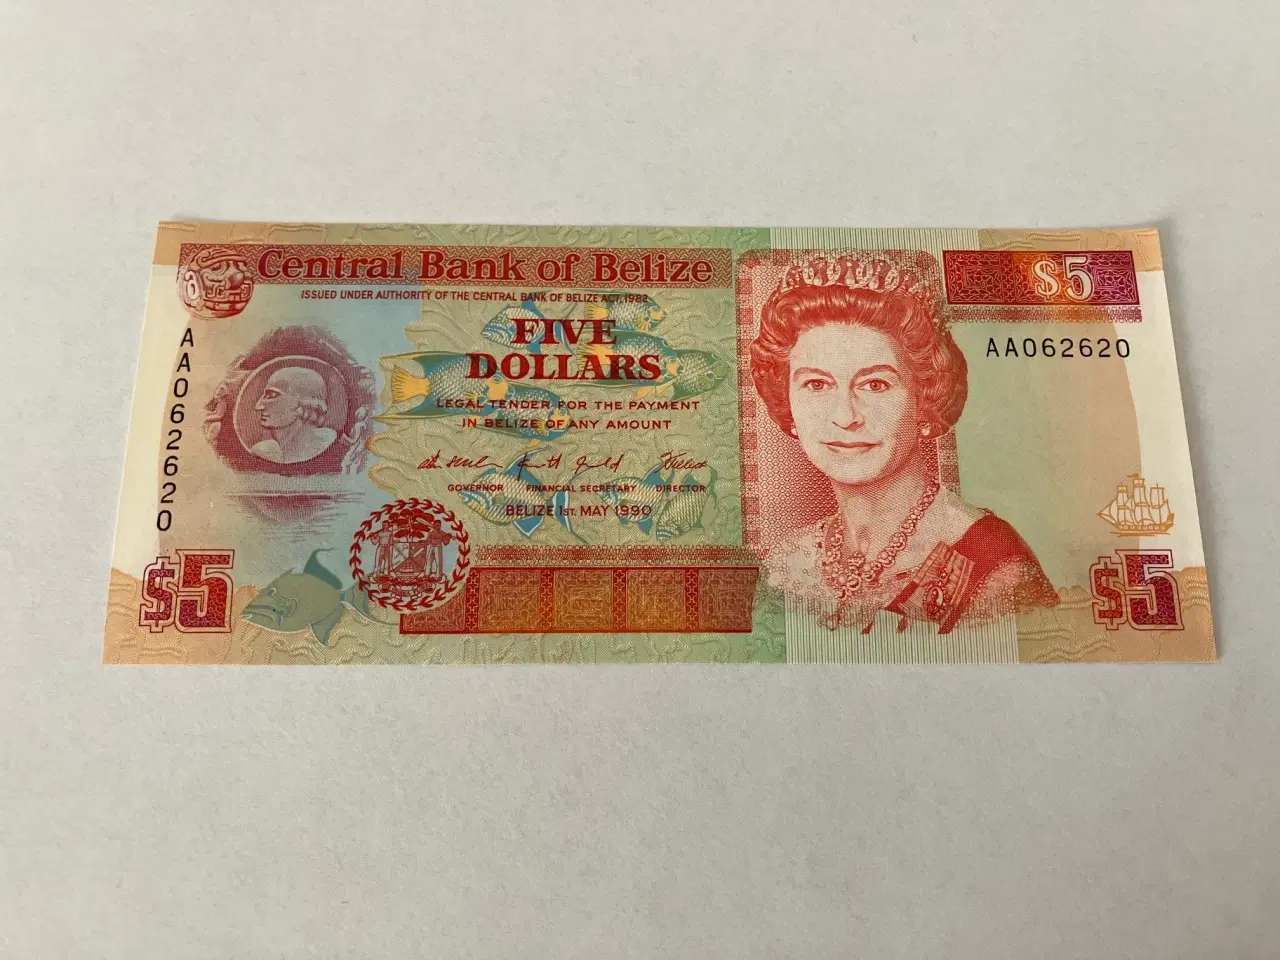 Central Bank of Belize
ISSUED UNDER AUTHORITY OF THE CENTRAL BANK OF BELIZE ACT, 1982
$5
FIVE
DOLLARS
AA062620
AA062620
LEGAL TENDER FOR THE PAYMENT
IN BELIZE OF ANY AMOUNT
GOVERNOR FINANCIAL SECRETARY DIRECTOR
BELIZE 1ST. MAY 1990
$5
$5